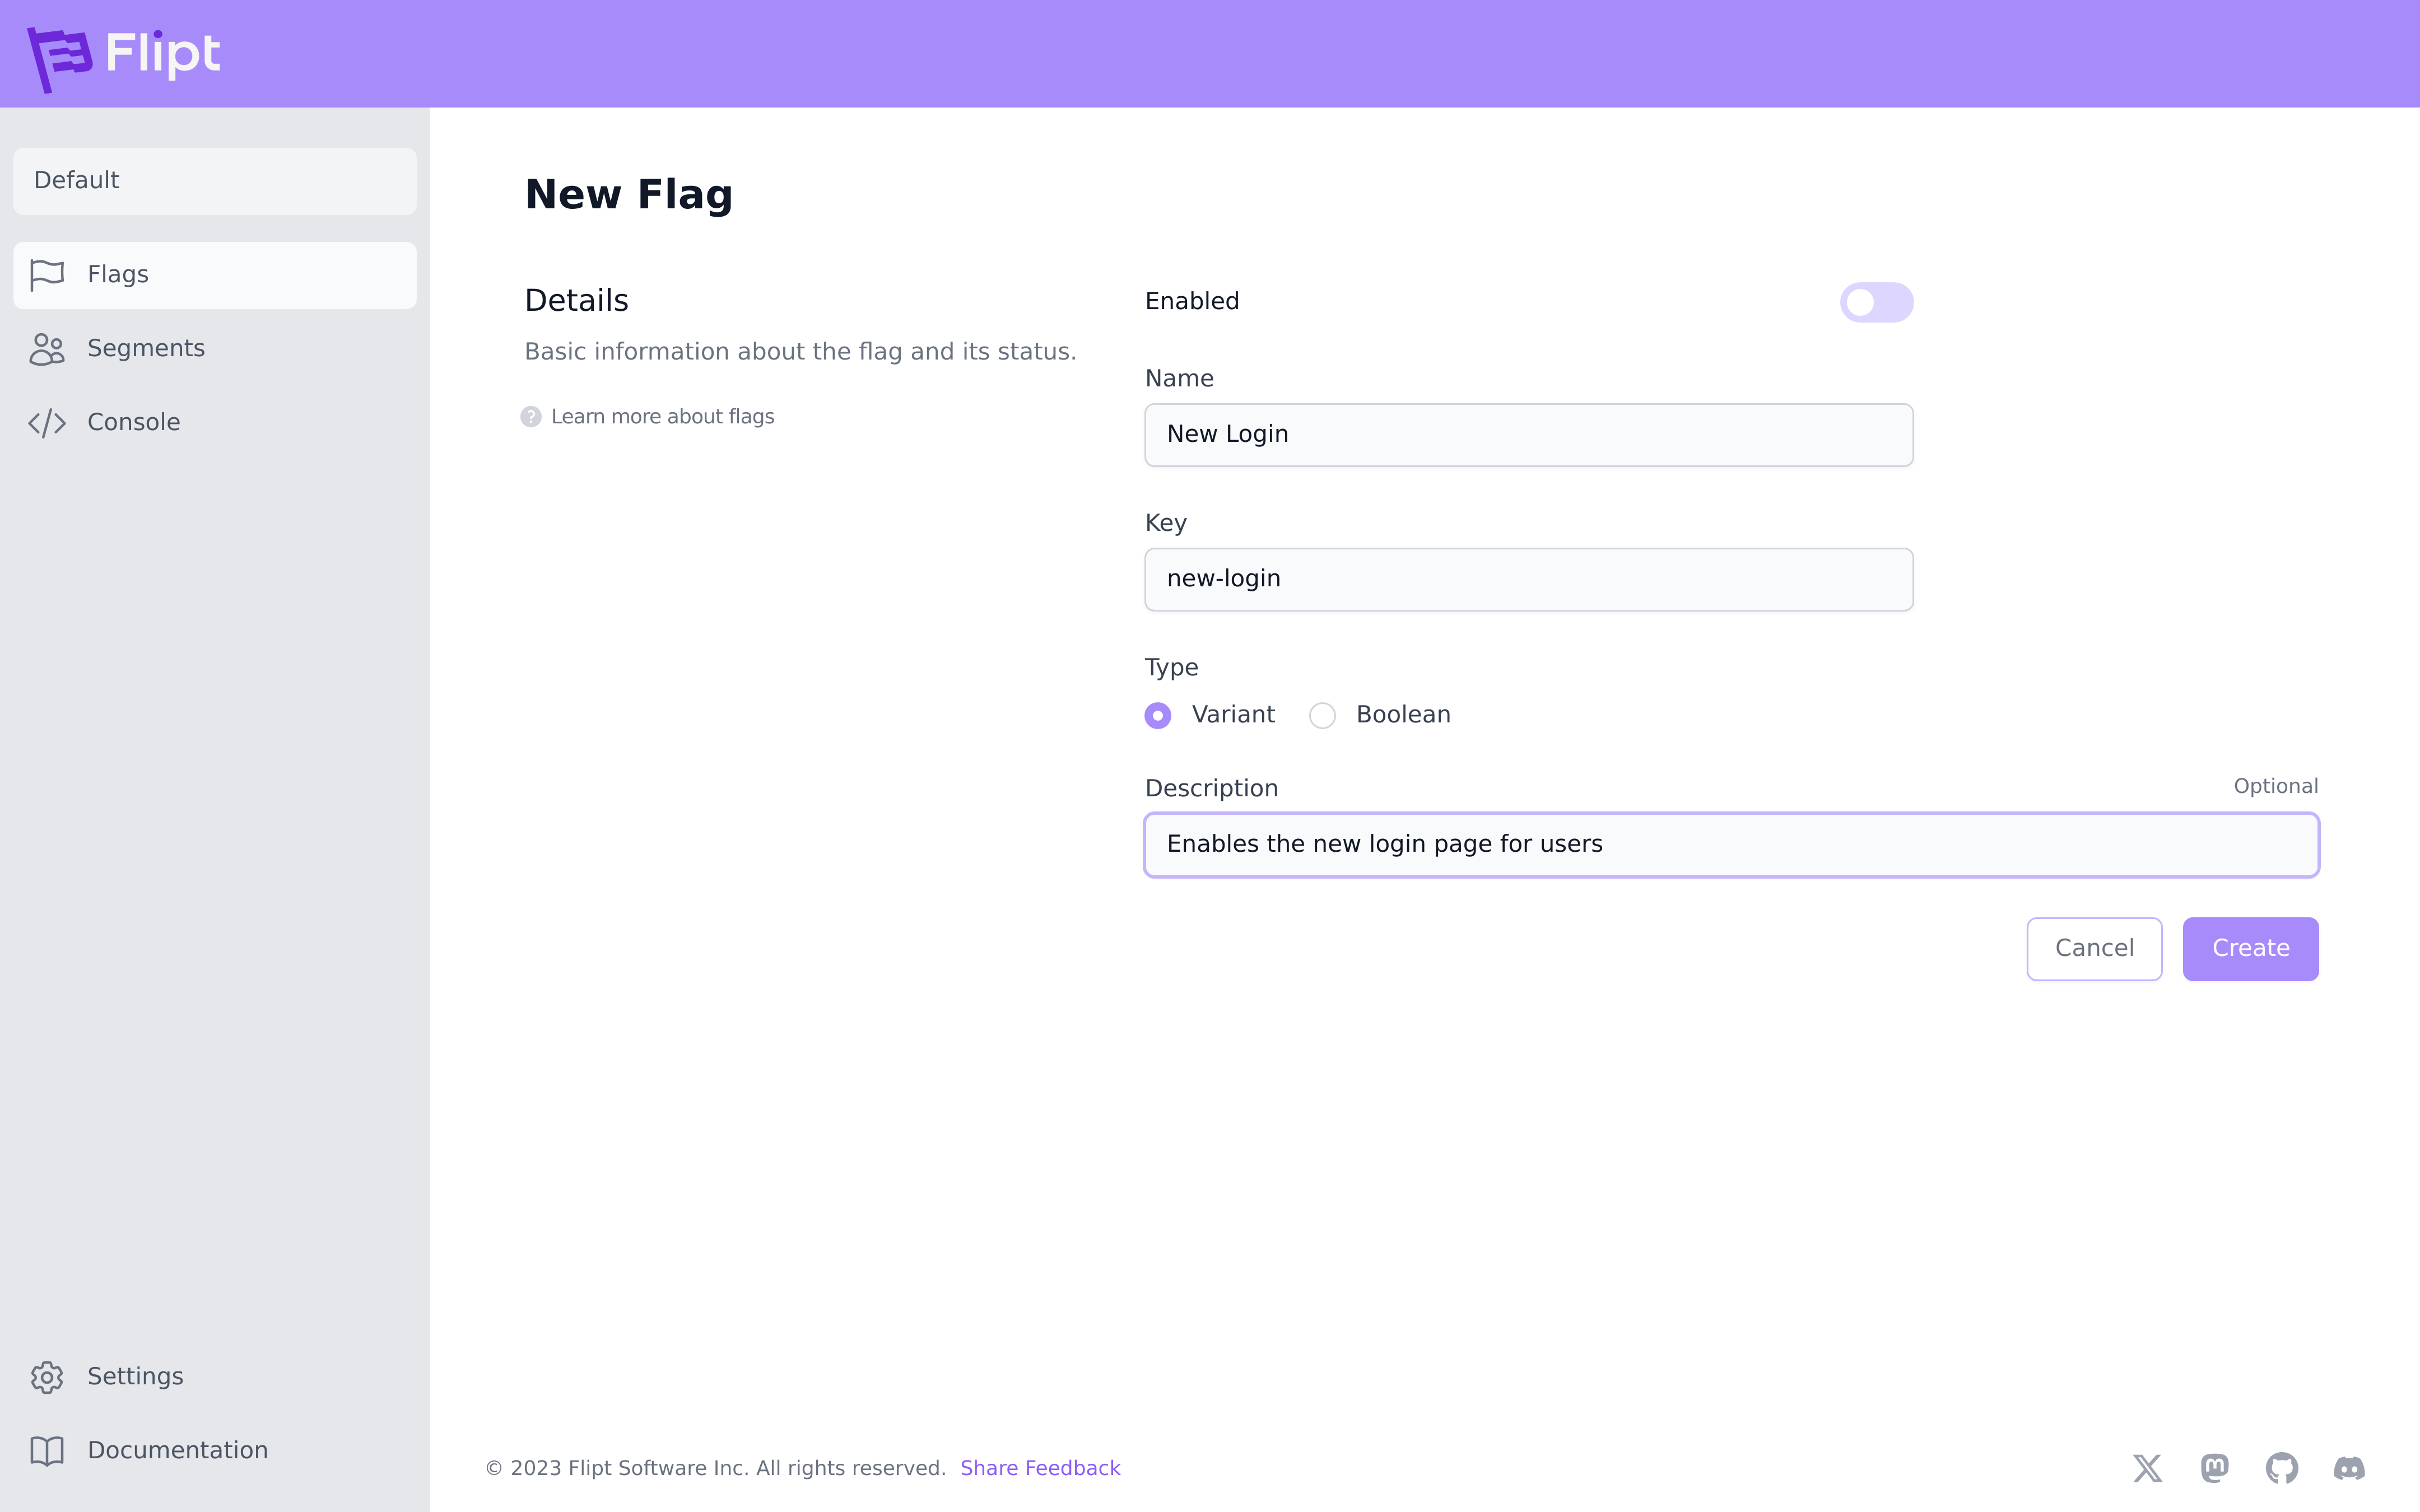 Flipt
Default
Flags
Segments
Console
Settings
Documentation
New Flag
Details
Basic information about the flag and its status.
? Learn more about flags
Enabled
Name
New Login
Key
new-login
Type
Variant Boolean
Description Optional
Enables the new login page for users
Cancel Create
© 2023 Flipt Software Inc. All rights reserved. Share Feedback